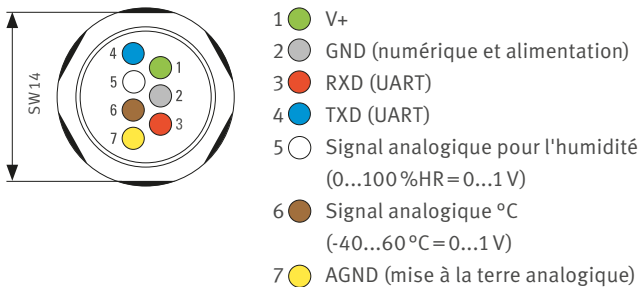 SW14
4
1
5
2
6
3
7
1 V+
2 GND (numérique et alimentation)
3 RXD (UART)
4 TXD (UART)
5 Signal analogique pour l'humidité
(0...100 %HR = 0...1 V)
6 Signal analogique °C
(-40...60 °C = 0...1 V)
7 AGND (mise à la terre analogique)